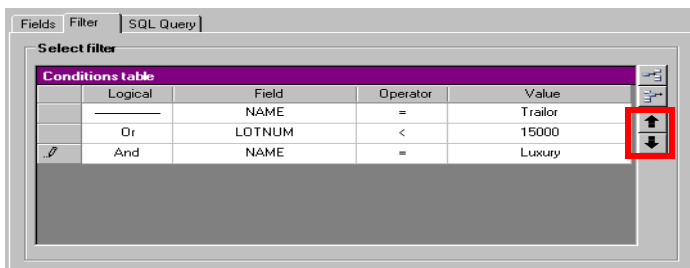 Fields Filter SQL Query
Select filter
Conditions table
Logical Field Operator Value
NAME = Trailor
Or LOTNUM < 15000
And NAME = Luxury